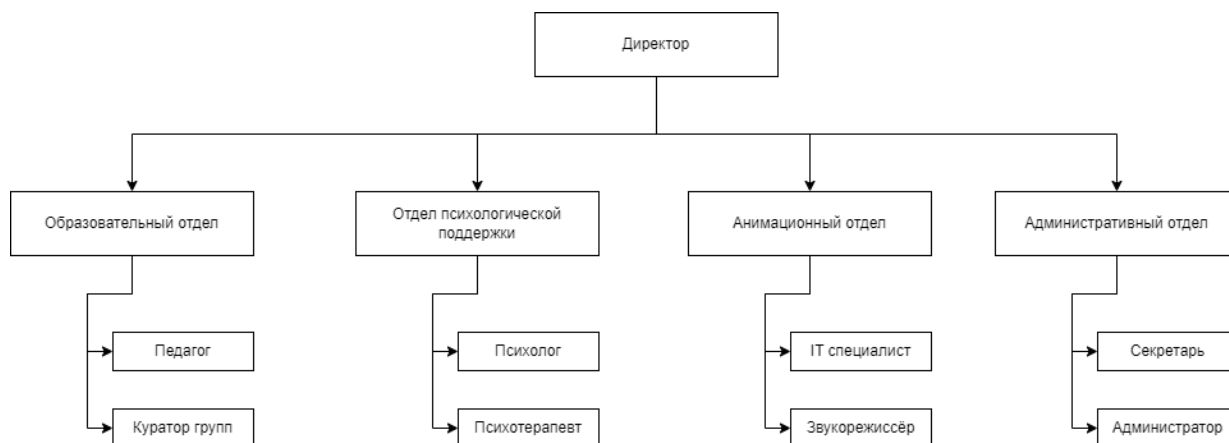 Директор
Образовательный отдел
Отдел психологической
поддержки
Анимационный отдел
Административный отдел
Педагог
Психолог
IT специалист
Секретарь
Куратор групп
Психотерапевт
Звукорежиссёр
Администратор